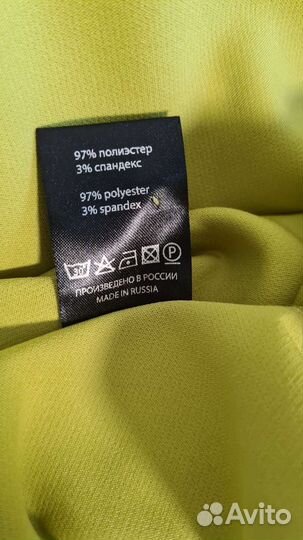 97% полиэстер
3% спандекс
97% polyester
3% spandex
30°
P
ПРОИЗВЕДЕНО В РОССИИ
MADE IN RUSSIA
Avito